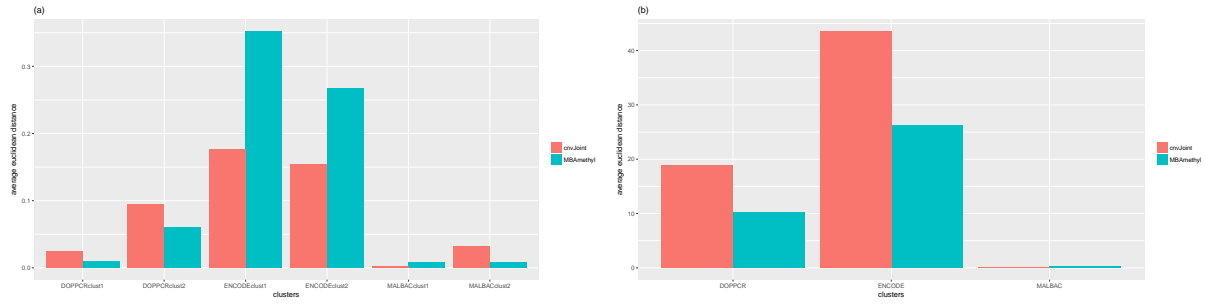 (a)
average euclidean distance
0.3
0.2
0.1
0.0
DOPPCRclust1 DOPPCRclust2 ENCODEclust1 ENCODEclust2 MALBACclust1 MALBACclust2
clusters
cnvJoint
MBAmethyl
(b)
average euclidean distance
40
30
20
10
0
DOPPCR ENCODE MALBAC
clusters
cnvJoint
MBAmethyl